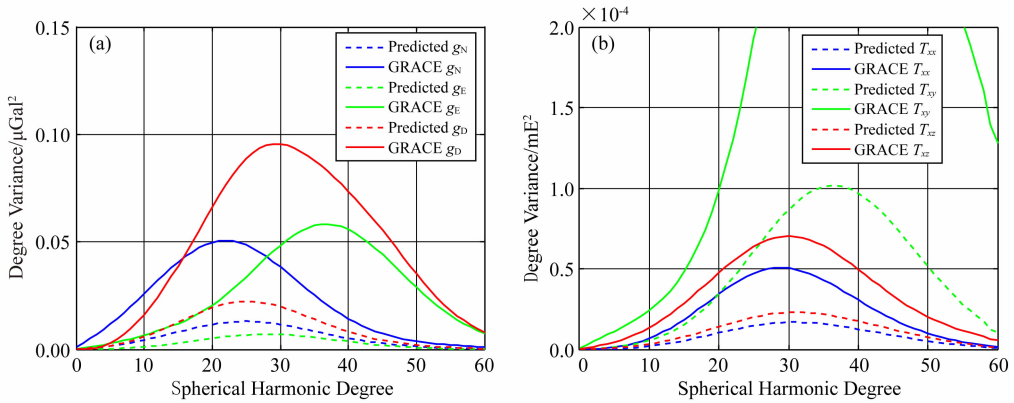 (a)
Degree Variance/μGal²
0.15
0.10
0.05
0.00
0 10 20 30 40 50 60
Spherical Harmonic Degree
Predicted gN
GRACE gN
Predicted gE
GRACE gE
Predicted gD
GRACE gD
×10⁻⁴
(b)
Degree Variance/mE²
2.0
1.5
1.0
0.5
0.0
0 10 20 30 40 50 60
Spherical Harmonic Degree
Predicted Txx
GRACE Txx
Predicted Txy
GRACE Txy
Predicted Txz
GRACE Txz